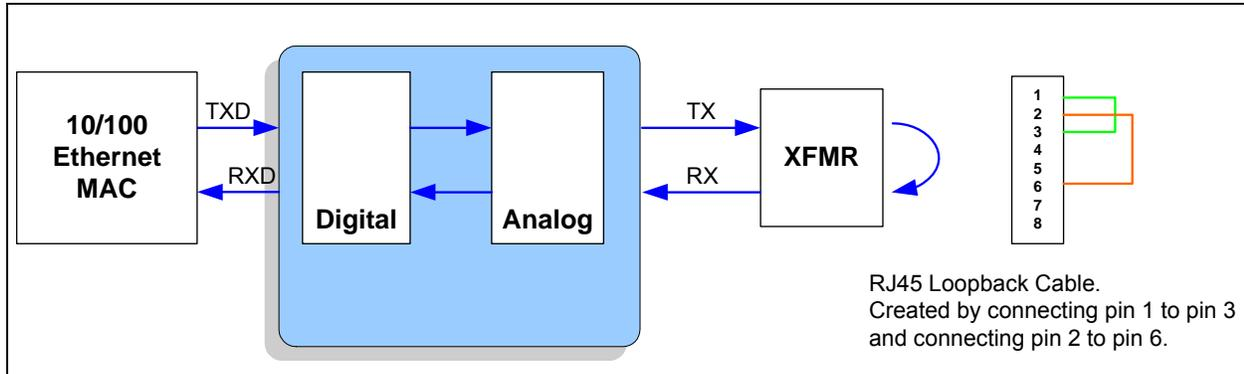 10/100
Ethernet
MAC
TXD
RXD
Digital
Analog
TX
RX
XFMR
1
2
3
4
5
6
7
8
RJ45 Loopback Cable.
Created by connecting pin 1 to pin 3
and connecting pin 2 to pin 6.